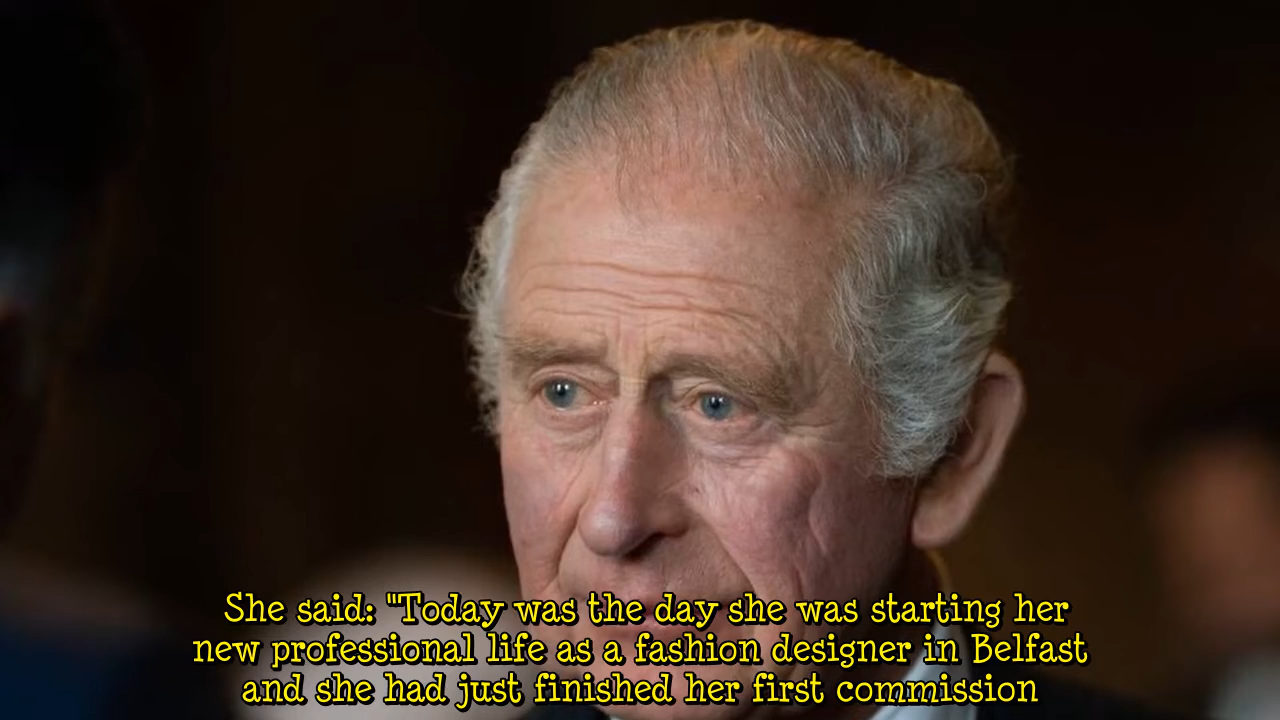 She said: "Today was the day she was starting her
new professional life as a fashion designer in Belfast
and she had just finished her first commission